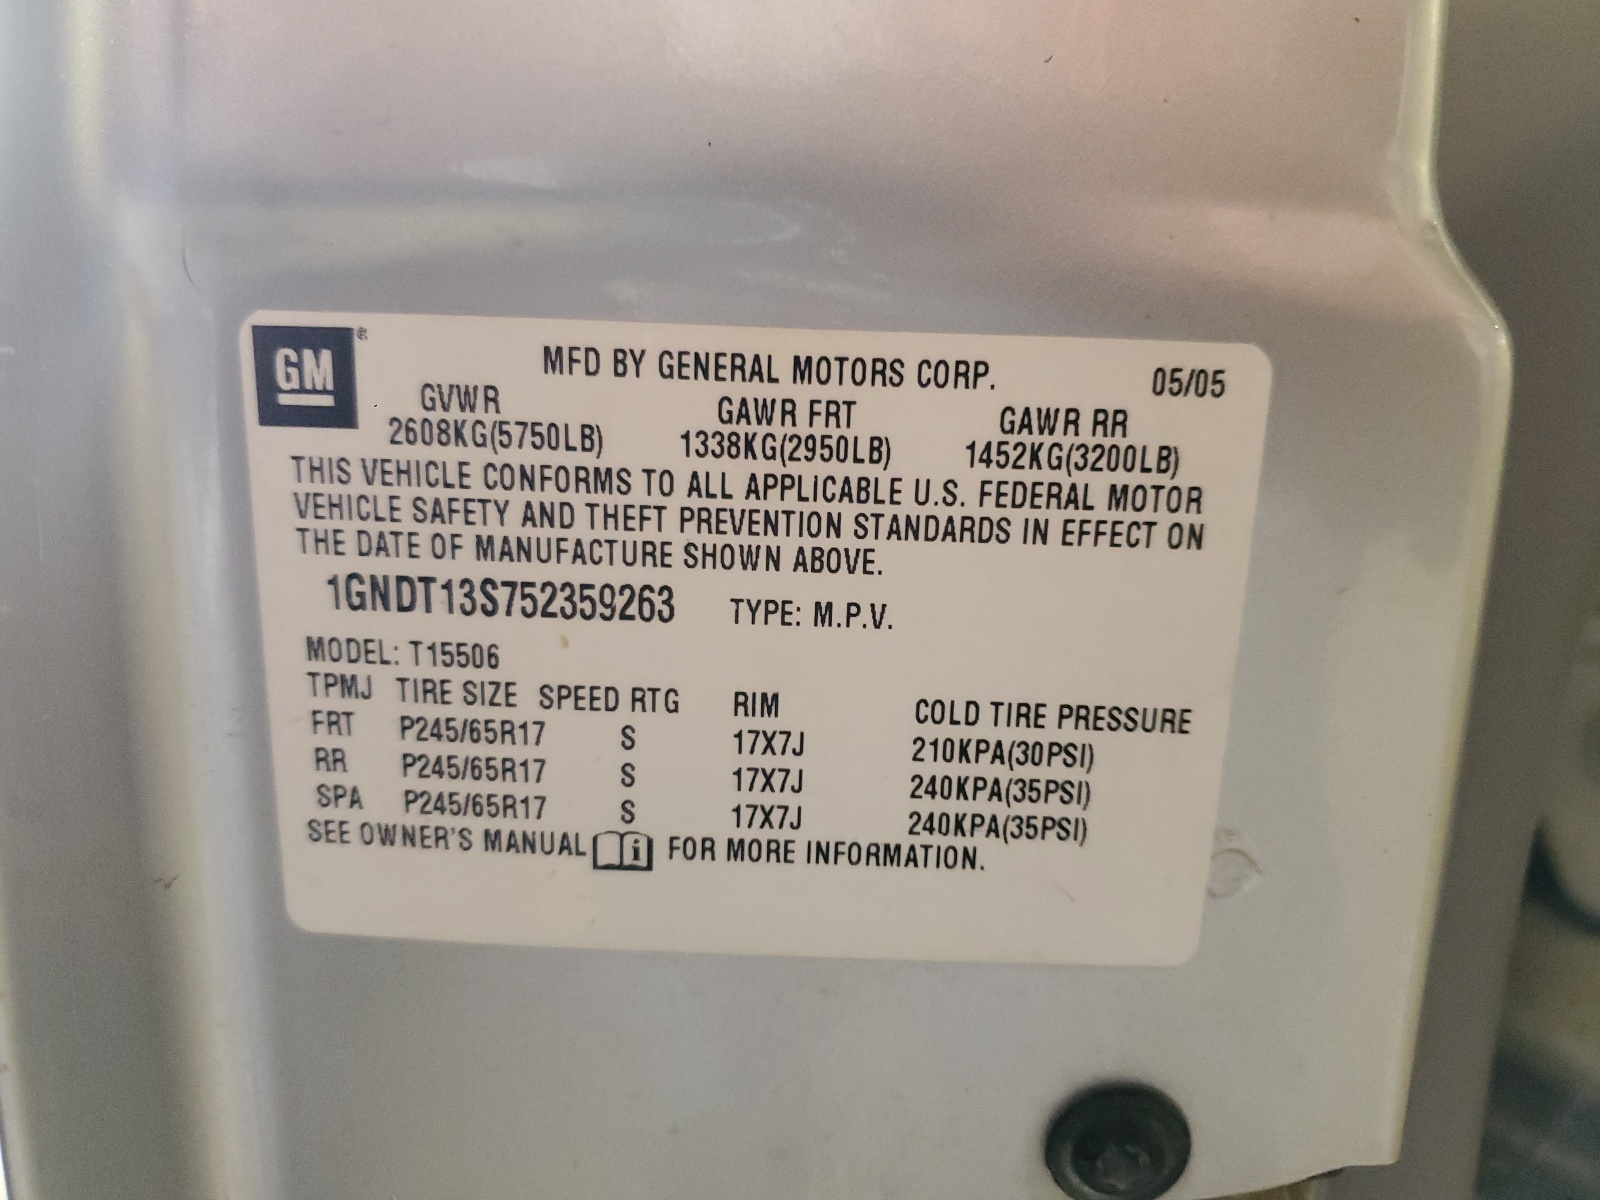 GM®
MFD BY GENERAL MOTORS CORP. 05/05
GVWR GAWR FRT GAWR RR
2608KG(5750LB) 1338KG(2950LB) 1452KG(3200LB)
THIS VEHICLE CONFORMS TO ALL APPLICABLE U.S. FEDERAL MOTOR
VEHICLE SAFETY AND THEFT PREVENTION STANDARDS IN EFFECT ON
THE DATE OF MANUFACTURE SHOWN ABOVE.
1GNDT13S752359263 TYPE: M.P.V.
MODEL: T15506
TPMJ TIRE SIZE SPEED RTG RIM COLD TIRE PRESSURE
FRT P245/65R17 S 17X7J 210KPA(30PSI)
RR P245/65R17 S 17X7J 240KPA(35PSI)
SPA P245/65R17 S 17X7J 240KPA(35PSI)
SEE OWNER'S MANUAL i FOR MORE INFORMATION.